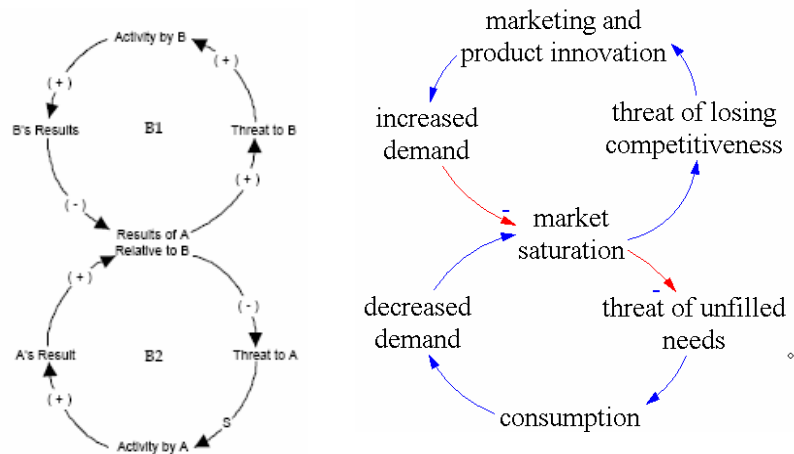 Activity by B
(+)
(+)
B's Results
B1
Threat to B
(-)
(+)
Results of A
Relative to B
(+)
(-)
A's Result
B2
Threat to A
(+)
S
Activity by A
marketing and
product innovation
increased
demand
threat of losing
competitiveness
-
market
saturation
decreased
demand
-
threat of unfilled
needs
consumption